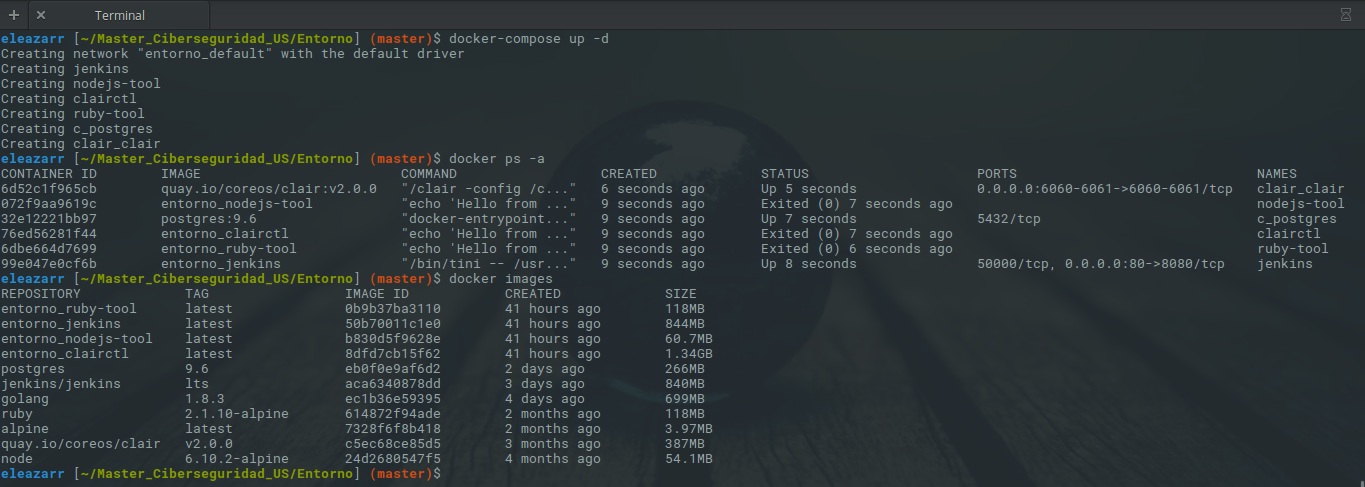 Terminal
eleazarr [~/Master_Ciberseguridad_US/Entorno] (master)$ docker-compose up -d
Creating network "entorno_default" with the default driver
Creating jenkins
Creating nodejs-tool
Creating clairctl
Creating ruby-tool
Creating c_postgres
Creating clair_clair
eleazarr [~/Master_Ciberseguridad_US/Entorno] (master)$ docker ps -a
CONTAINER ID IMAGE COMMAND CREATED STATUS PORTS NAMES
6d52c1f965cb quay.io/coreos/clair:v2.0.0 "/clair -config /c..." 6 seconds ago Up 5 seconds 0.0.0.0:6060-6061->6060-6061/tcp clair_clair
072f9aa9619c entorno_nodejs-tool "echo 'Hello from ..." 9 seconds ago Exited (0) 7 seconds ago nodejs-tool
32e12221bb97 postgres:9.6 "docker-entrypoint..." 9 seconds ago Up 7 seconds 5432/tcp c_postgres
76ed56281f44 entorno_clairctl "echo 'Hello from ..." 9 seconds ago Exited (0) 7 seconds ago clairctl
6dbe664d7699 entorno_ruby-tool "echo 'Hello from ..." 9 seconds ago Exited (0) 6 seconds ago ruby-tool
99e047e0cf6b entorno_jenkins "/bin/tini -- /usr..." 9 seconds ago Up 8 seconds 50000/tcp, 0.0.0.0:80->8080/tcp jenkins
eleazarr [~/Master_Ciberseguridad_US/Entorno] (master)$ docker images
REPOSITORY TAG IMAGE ID CREATED SIZE
entorno_ruby-tool latest 0b9b37ba3110 41 hours ago 118MB
entorno_jenkins latest 50b70011c1e0 41 hours ago 844MB
entorno_nodejs-tool latest b830d5f9628e 41 hours ago 60.7MB
entorno_clairctl latest 8dfd7cb15f62 41 hours ago 1.34GB
postgres 9.6 eb0f0e9af6d2 2 days ago 266MB
jenkins/jenkins lts aca6340878dd 3 days ago 840MB
golang 1.8.3 ec1b36e59395 4 days ago 699MB
ruby 2.1.10-alpine 614872f94ade 2 months ago 118MB
alpine latest 7328f6f8b418 2 months ago 3.97MB
quay.io/coreos/clair v2.0.0 c5ec68ce85d5 3 months ago 387MB
node 6.10.2-alpine 24d2680547f5 4 months ago 54.1MB
eleazarr [~/Master_Ciberseguridad_US/Entorno] (master)$